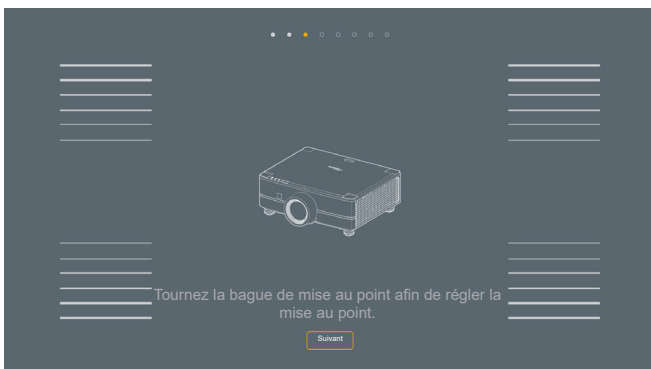 Tournez la bague de mise au point afin de régler la
mise au point.
Suivant